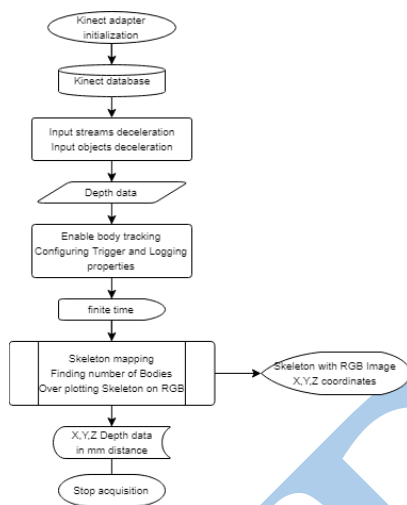 Kinect adapter
initialization
Kinect database
Input streams deceleration
Input objects deceleration
Depth data
Enable body tracking
Configuring Trigger and Logging
properties
finite time
Skeleton mapping
Finding number of Bodies
Over plotting Skeleton on RGB
Skeleton with RGB Image
X,Y,Z coordinates
X,Y,Z Depth data
in mm distance
Stop acquisition